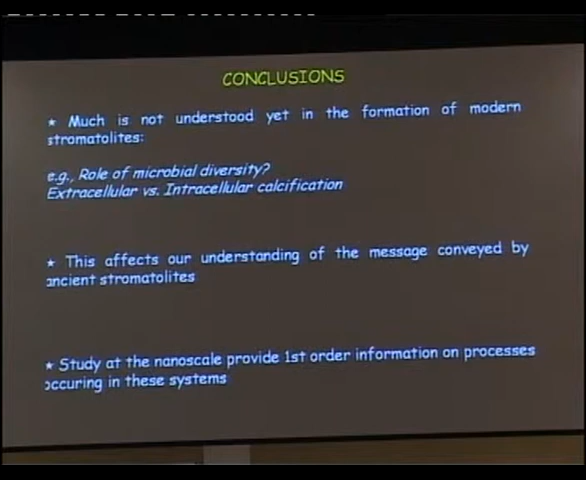 CONCLUSIONS
★ Much is not understood yet in the formation of modern
stromatolites:
e.g., Role of microbial diversity?
Extracellular vs. Intracellular calcification
★ This affects our understanding of the message conveyed by
ancient stromatolites
★ Study at the nanoscale provide 1st order information on processes
occuring in these systems